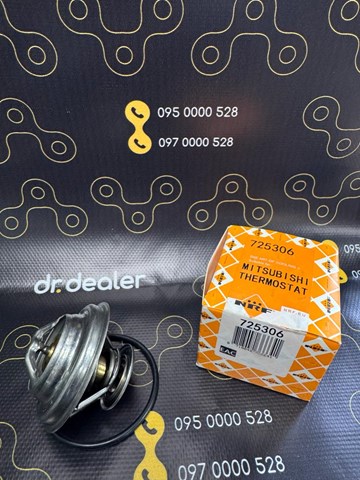 095 0000 528
097 0000 528
dr.dealer
725306
MITSUBISHI
THERMOSTAT
NRF
725306
EAC
095 0000 528
097 0000 528